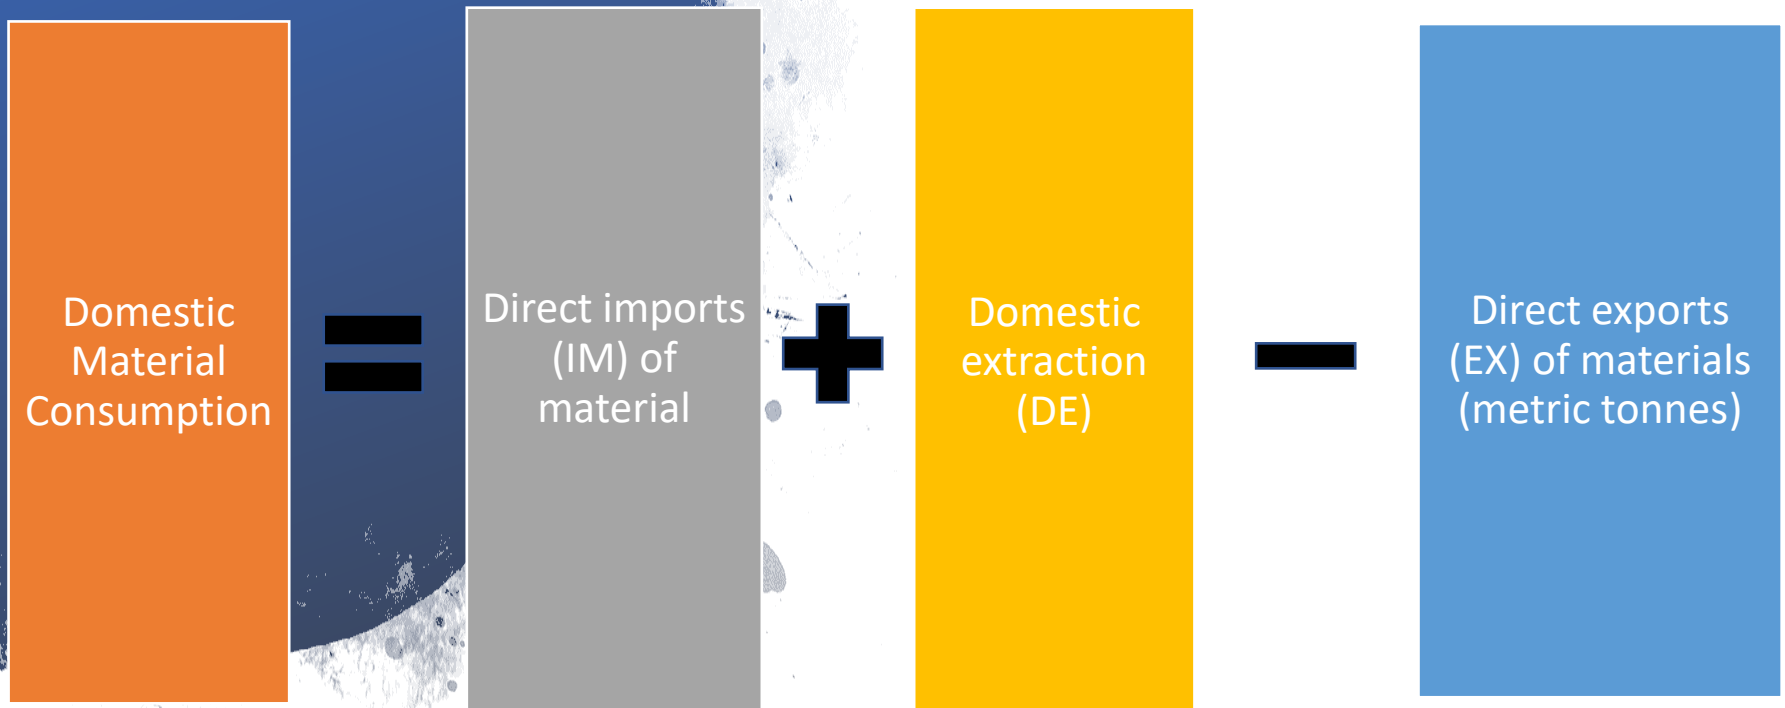 Domestic
Material
Consumption
=
Direct imports
(IM) of
material
+
Domestic
extraction
(DE)
−
Direct exports
(EX) of materials
(metric tonnes)